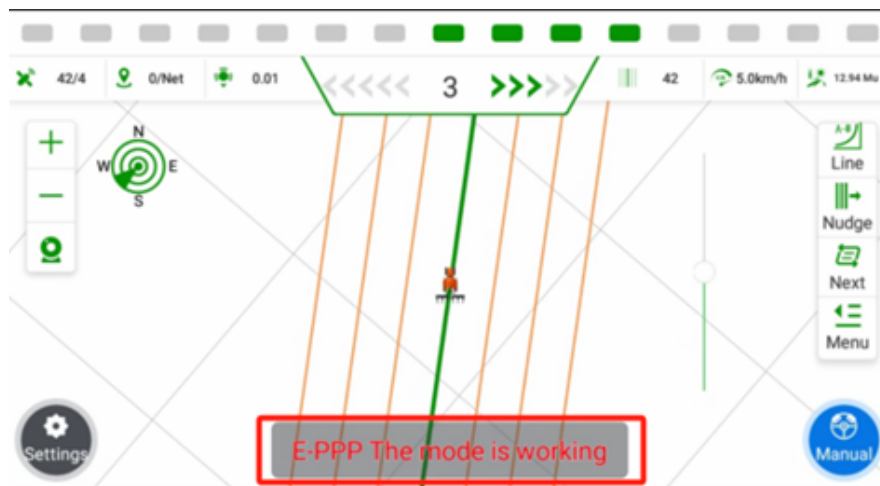 42/4
0/Net
0.01
3
42
5.0km/h
12.94 Mu
N
W
E
S
A-B
Line
Nudge
Next
Menu
Settings
E-PPP The mode is working
Manual